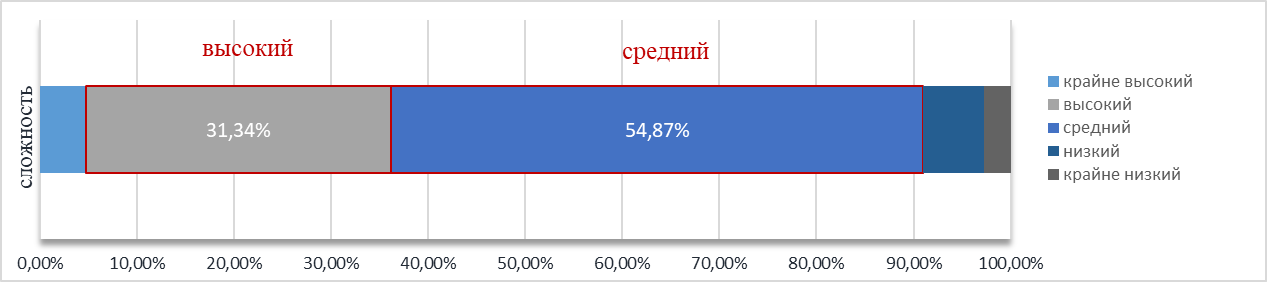 высокий
средний
сложность
31,34%
54,87%
крайне высокий
высокий
средний
низкий
крайне низкий
0,00% 10,00% 20,00% 30,00% 40,00% 50,00% 60,00% 70,00% 80,00% 90,00% 100,00%